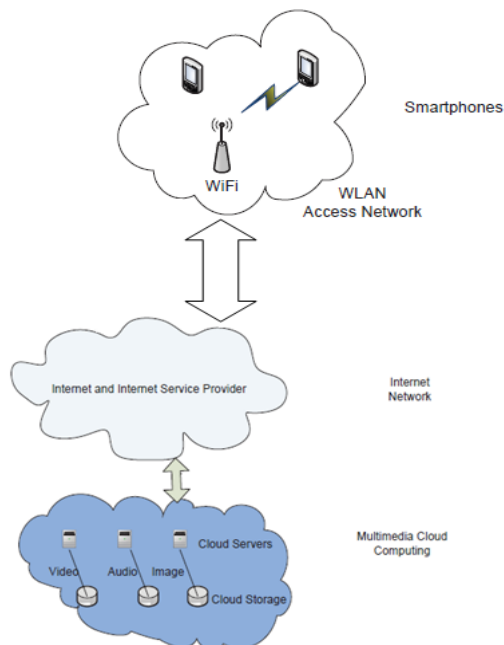 Smartphones
WiFi
WLAN
Access Network
Internet and Internet Service Provider
Internet
Network
Cloud Servers
Multimedia Cloud
Computing
Video
Audio
Image
Cloud Storage